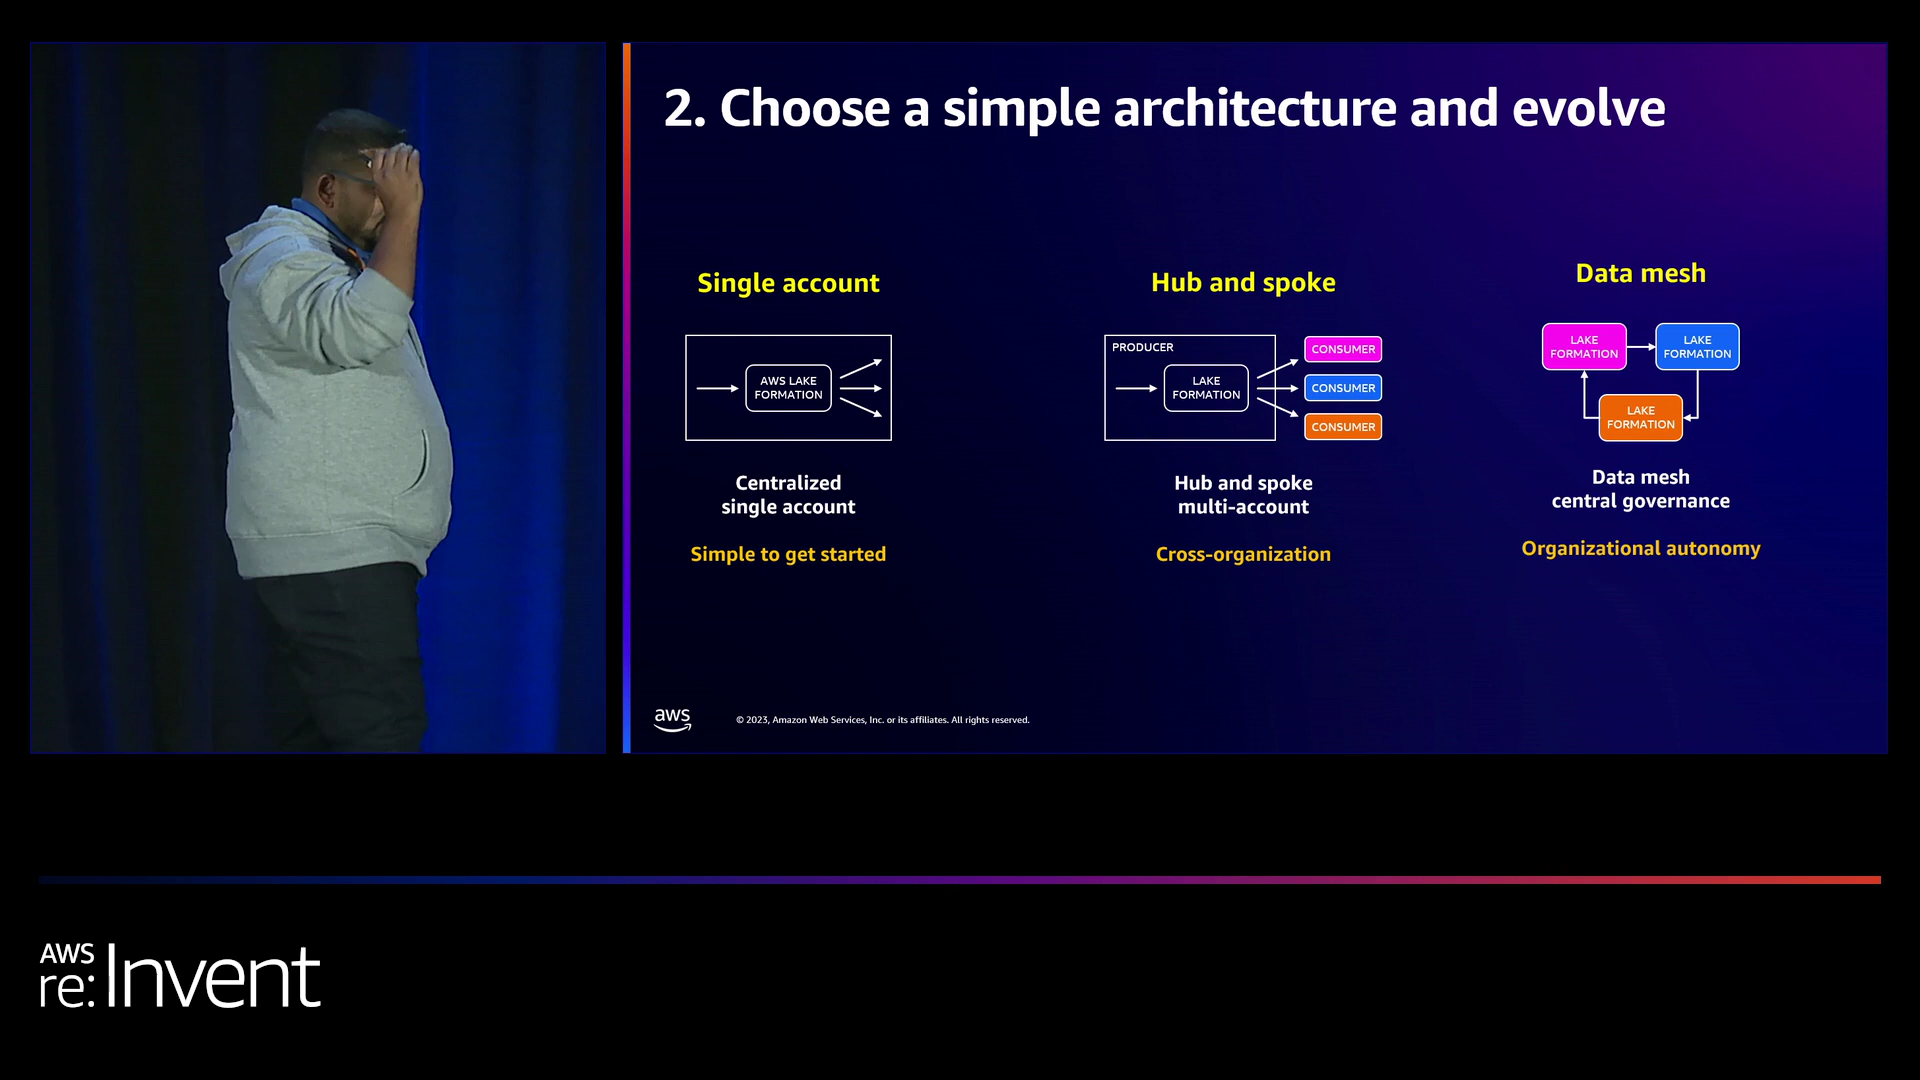 2. Choose a simple architecture and evolve
Single account
AWS LAKE
FORMATION
Centralized
single account
Simple to get started
Hub and spoke
PRODUCER
LAKE
FORMATION
CONSUMER
CONSUMER
CONSUMER
Hub and spoke
multi-account
Cross-organization
Data mesh
LAKE
FORMATION
LAKE
FORMATION
LAKE
FORMATION
Data mesh
central governance
Organizational autonomy
aws
© 2023, Amazon Web Services, Inc. or its affiliates. All rights reserved.
AWS
re:Invent